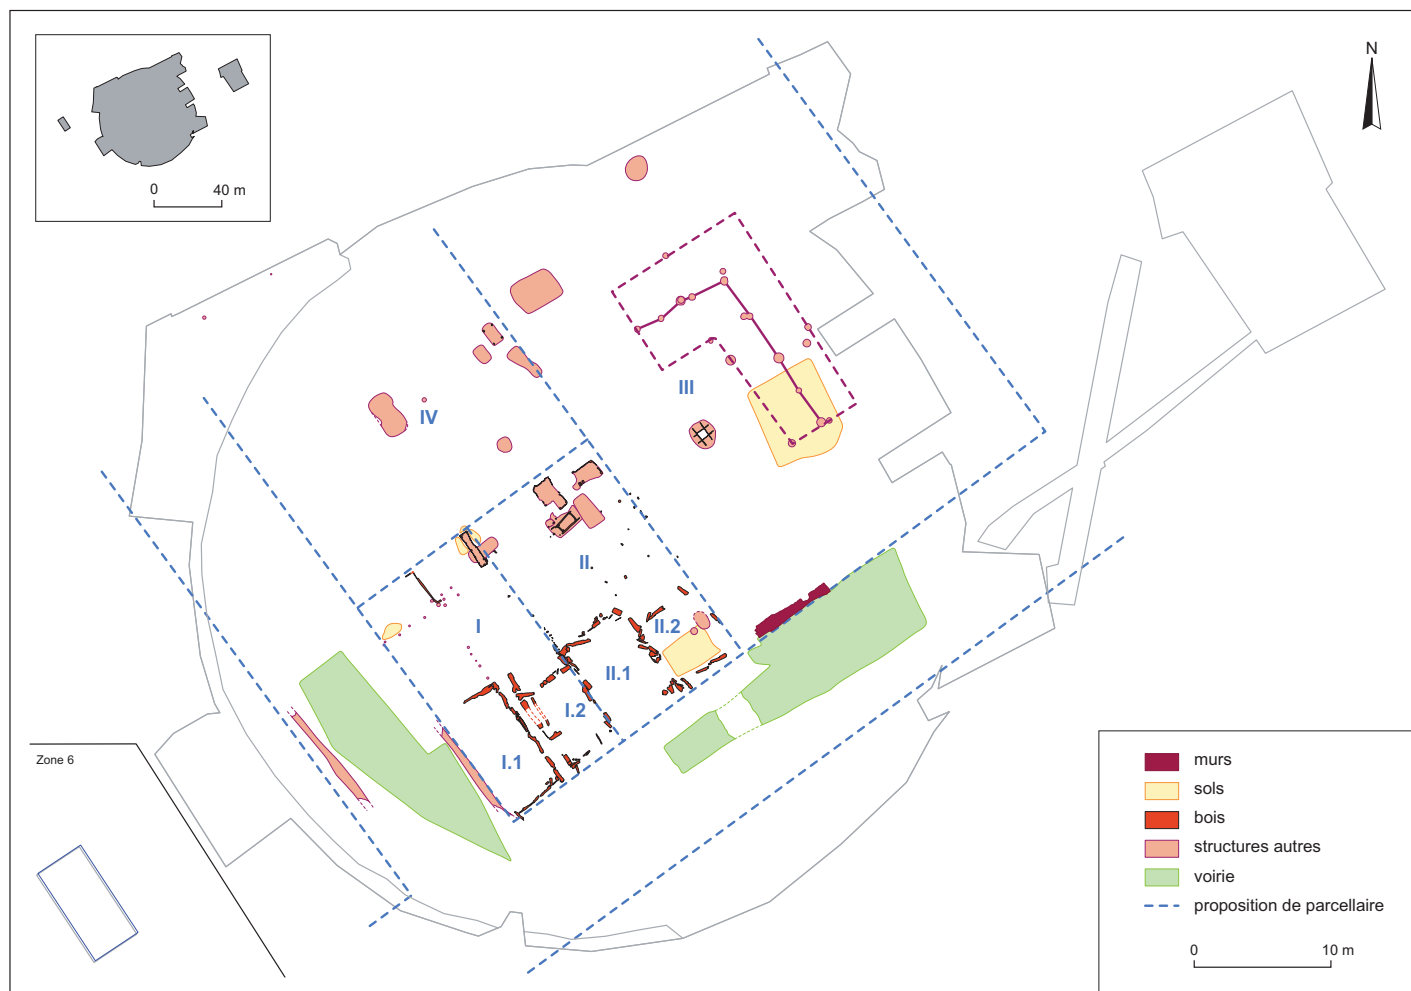 0 40 m
N
III
IV
II
I
II.2
II.1
I.2
I.1
Zone 6
murs
sols
bois
structures autres
voirie
proposition de parcellaire
0 10 m